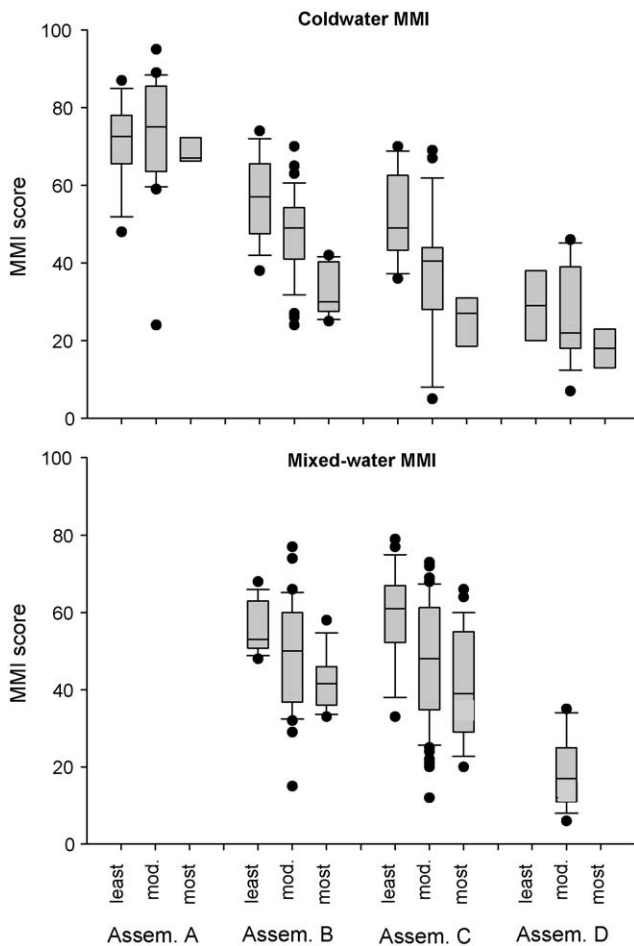 Coldwater MMI
MMI score
100
80
60
40
20
0
Mixed-water MMI
MMI score
100
80
60
40
20
0
least mod. most least mod. most least mod. most least mod. most
Assem. A Assem. B Assem. C Assem. D